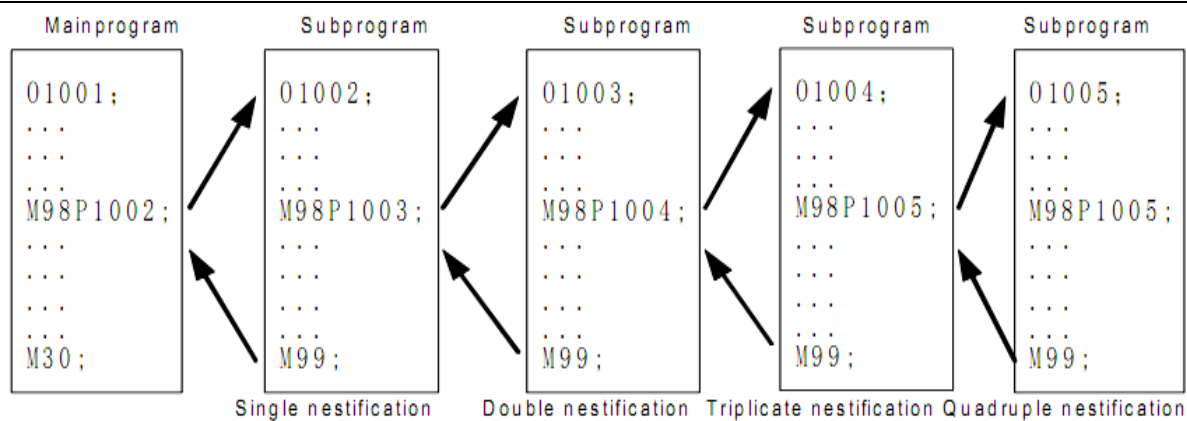 Mainprogram
Subprogram
Subprogram
Subprogram
Subprogram
O1001;
...
...
...
M98P1002;
...
...
...
...
M30;
O1002;
...
...
...
M98P1003;
...
...
...
...
M99;
O1003;
...
...
...
M98P1004;
...
...
...
...
M99;
O1004;
...
...
...
M98P1005;
...
...
...
...
M99;
O1005;
...
...
...
M98P1005;
...
...
...
...
M99;
Single nestification
Double nestification
Triplicate nestification
Quadruple nestification